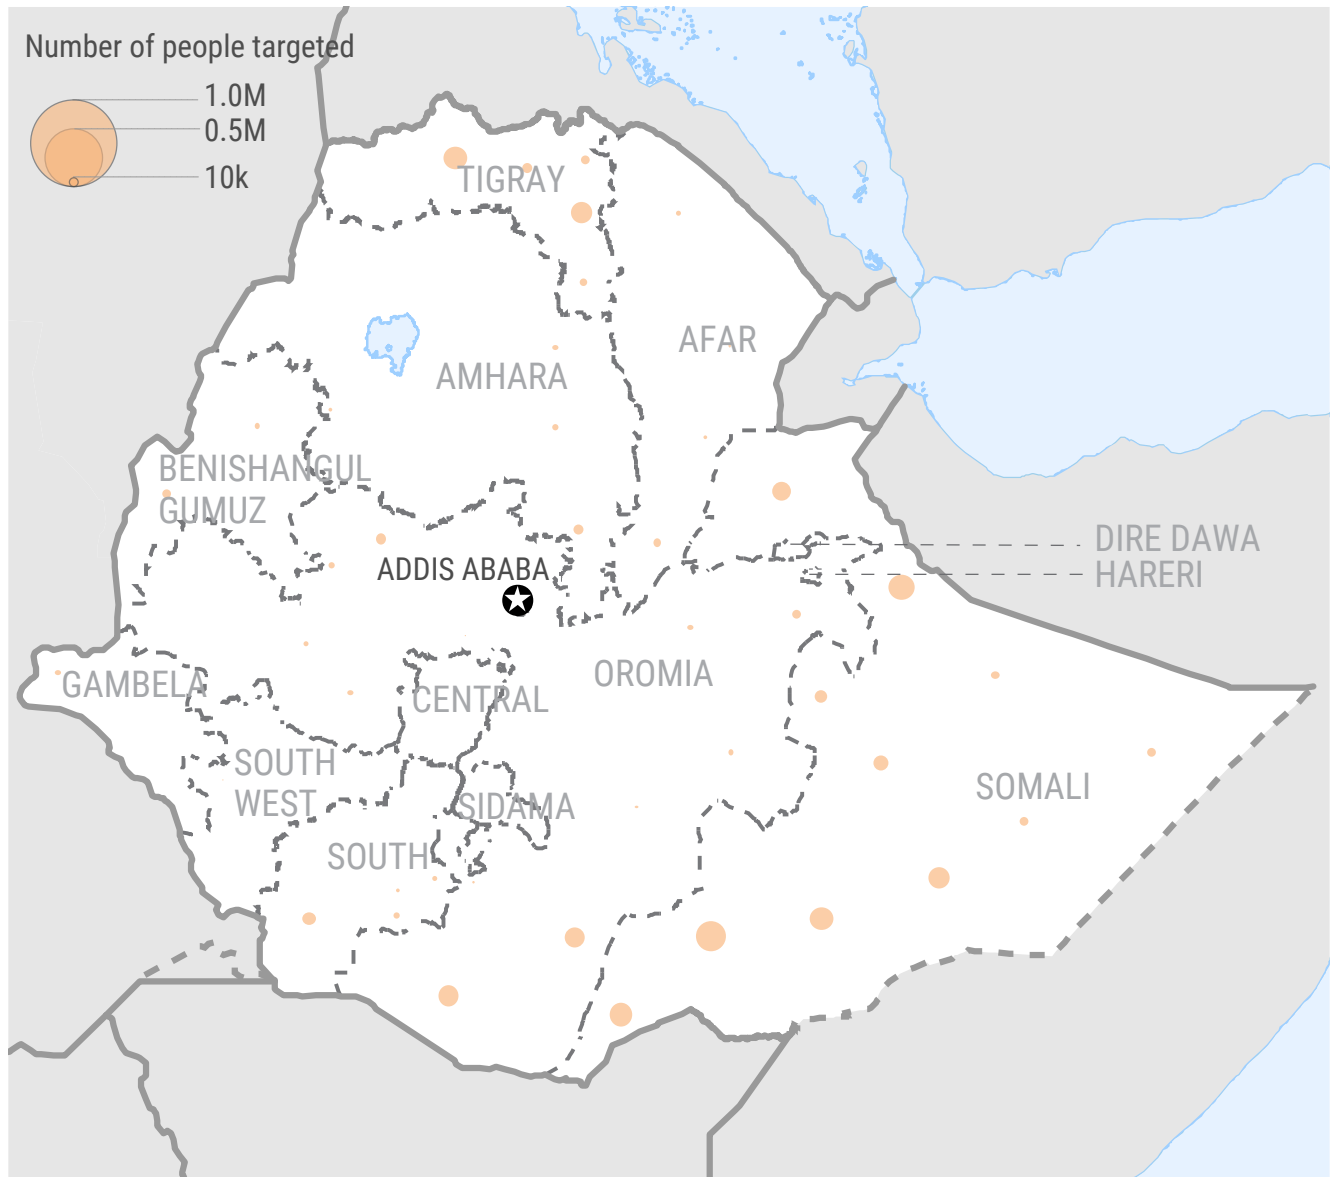 Number of people targeted
1.0M
0.5M
10k
TIGRAY
AFAR
AMHARA
BENISHANGUL
GUMUZ
DIRE DAWA
ADDIS ABABA
HARERI
OROMIA
GAMBELA
CENTRAL
SOUTH
WEST
SOMALI
SIDAMA
SOUTH